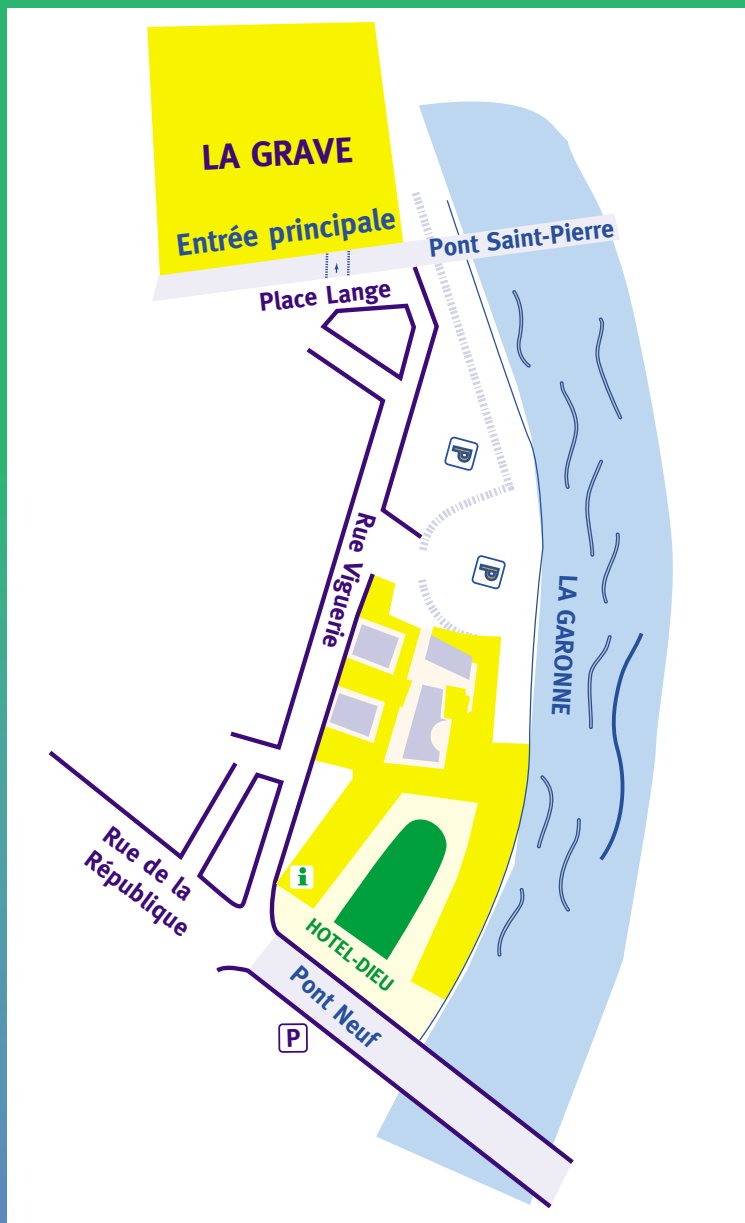 LA GRAVE
Entrée principale
Pont Saint-Pierre
Place Lange
P
Rue Viguerie
P
LA GARONNE
Rue de la
République
i
HOTEL-DIEU
Pont Neuf
P